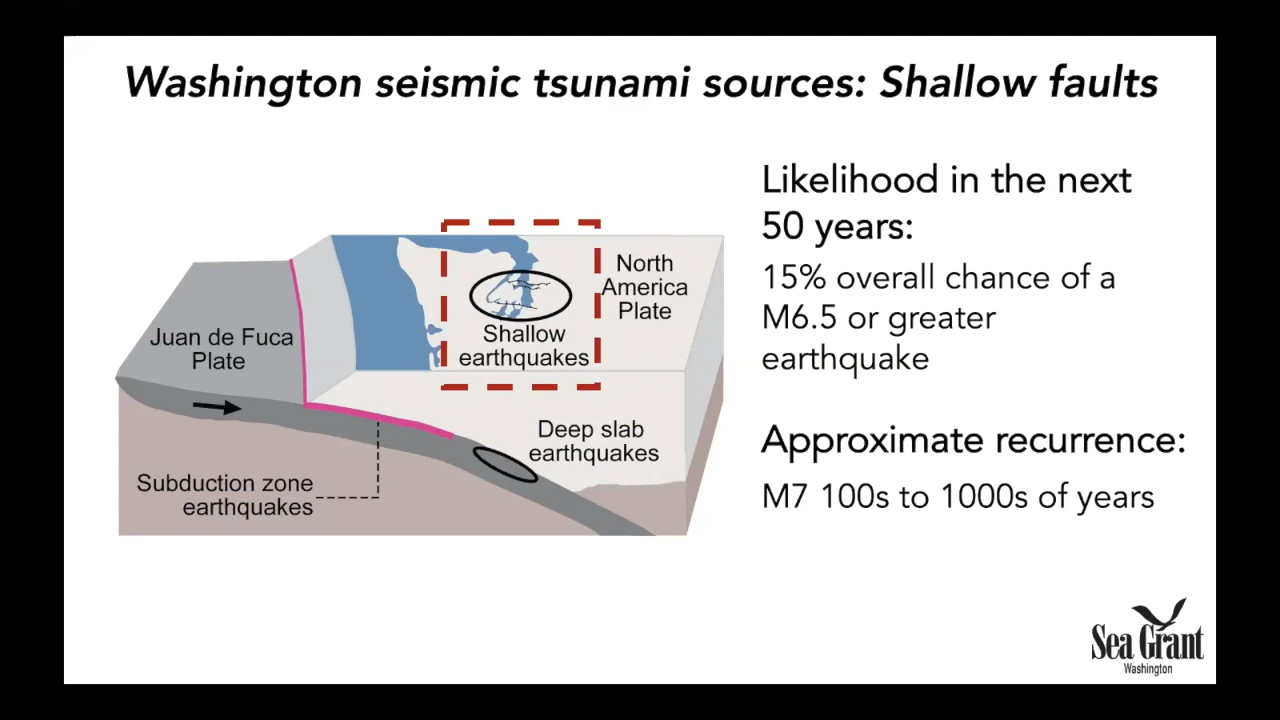 Washington seismic tsunami sources: Shallow faults
Likelihood in the next
50 years:
15% overall chance of a
M6.5 or greater
earthquake
Approximate recurrence:
M7 100s to 1000s of years
North
America
Plate
Shallow
earthquakes
Juan de Fuca
Plate
Deep slab
earthquakes
Subduction zone
earthquakes
Sea Grant
Washington